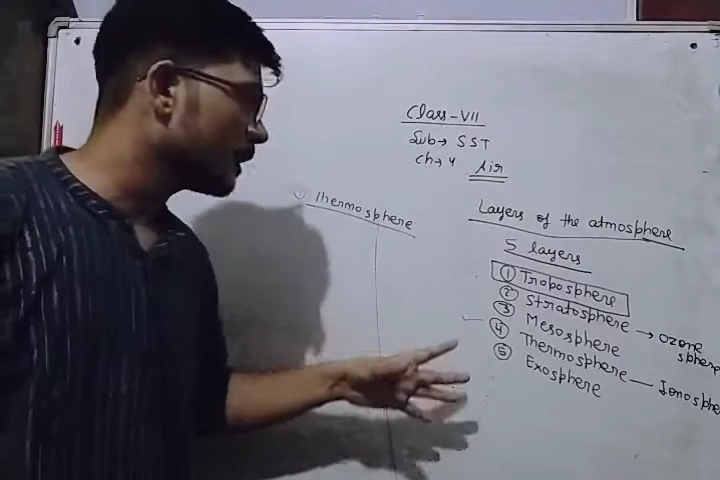 Class-VII
Sub→ SST
Ch→ 4 Air
Thermosphere
Layers of the atmosphere
5 layers
① Troposphere
② Stratosphere → ozone sphere
③ Mesosphere
④ Thermosphere — Ionosphe
⑤ Exosphere